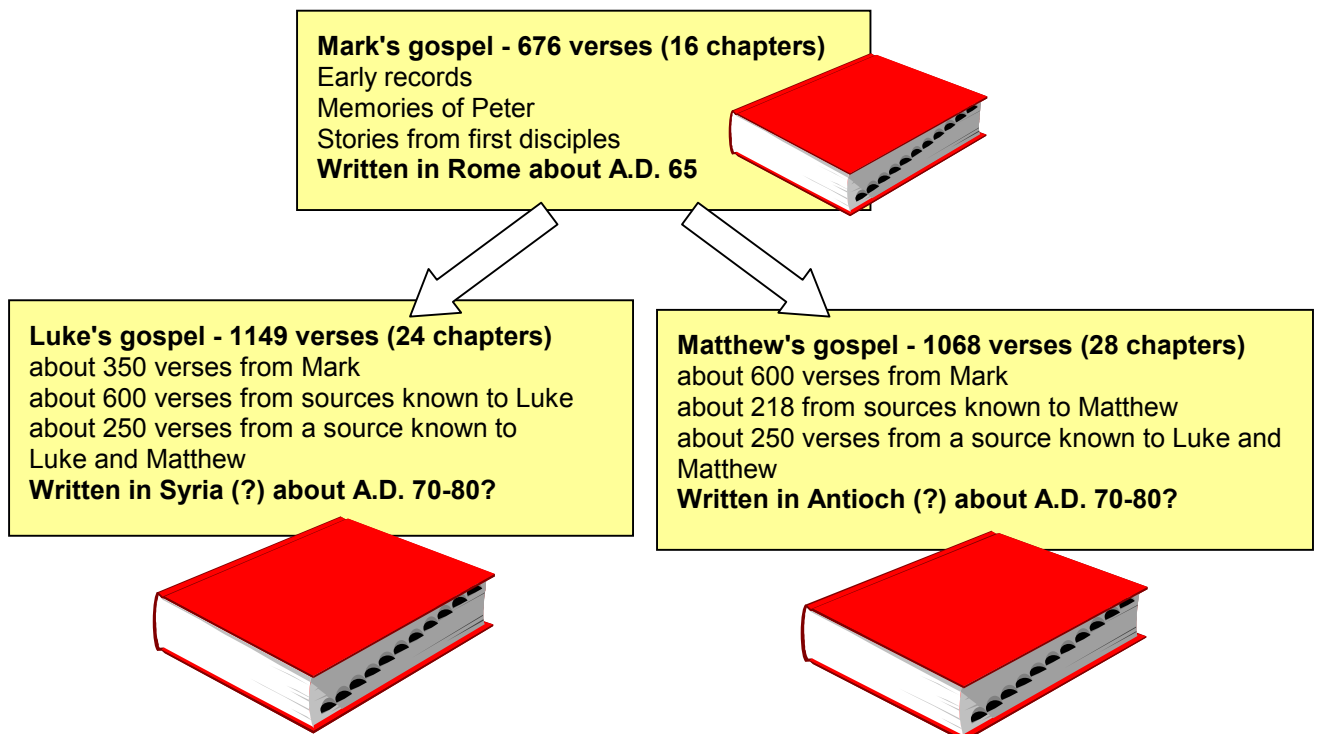 Mark's gospel - 676 verses (16 chapters)
Early records
Memories of Peter
Stories from first disciples
Written in Rome about A.D. 65
Luke's gospel - 1149 verses (24 chapters)
about 350 verses from Mark
about 600 verses from sources known to Luke
about 250 verses from a source known to
Luke and Matthew
Written in Syria (?) about A.D. 70-80?
Matthew's gospel - 1068 verses (28 chapters)
about 600 verses from Mark
about 218 from sources known to Matthew
about 250 verses from a source known to Luke and
Matthew
Written in Antioch (?) about A.D. 70-80?